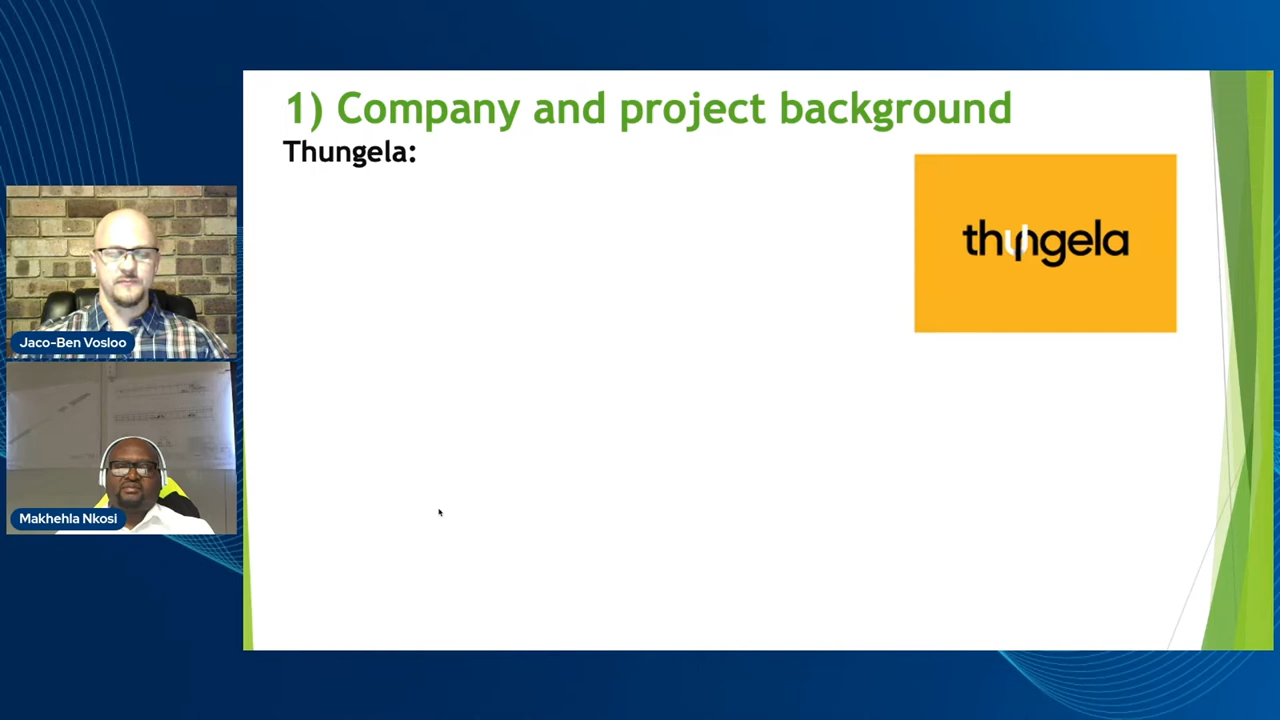 1) Company and project background
Thungela:
thungela
Jaco-Ben Vosloo
Makhehla Nkosi